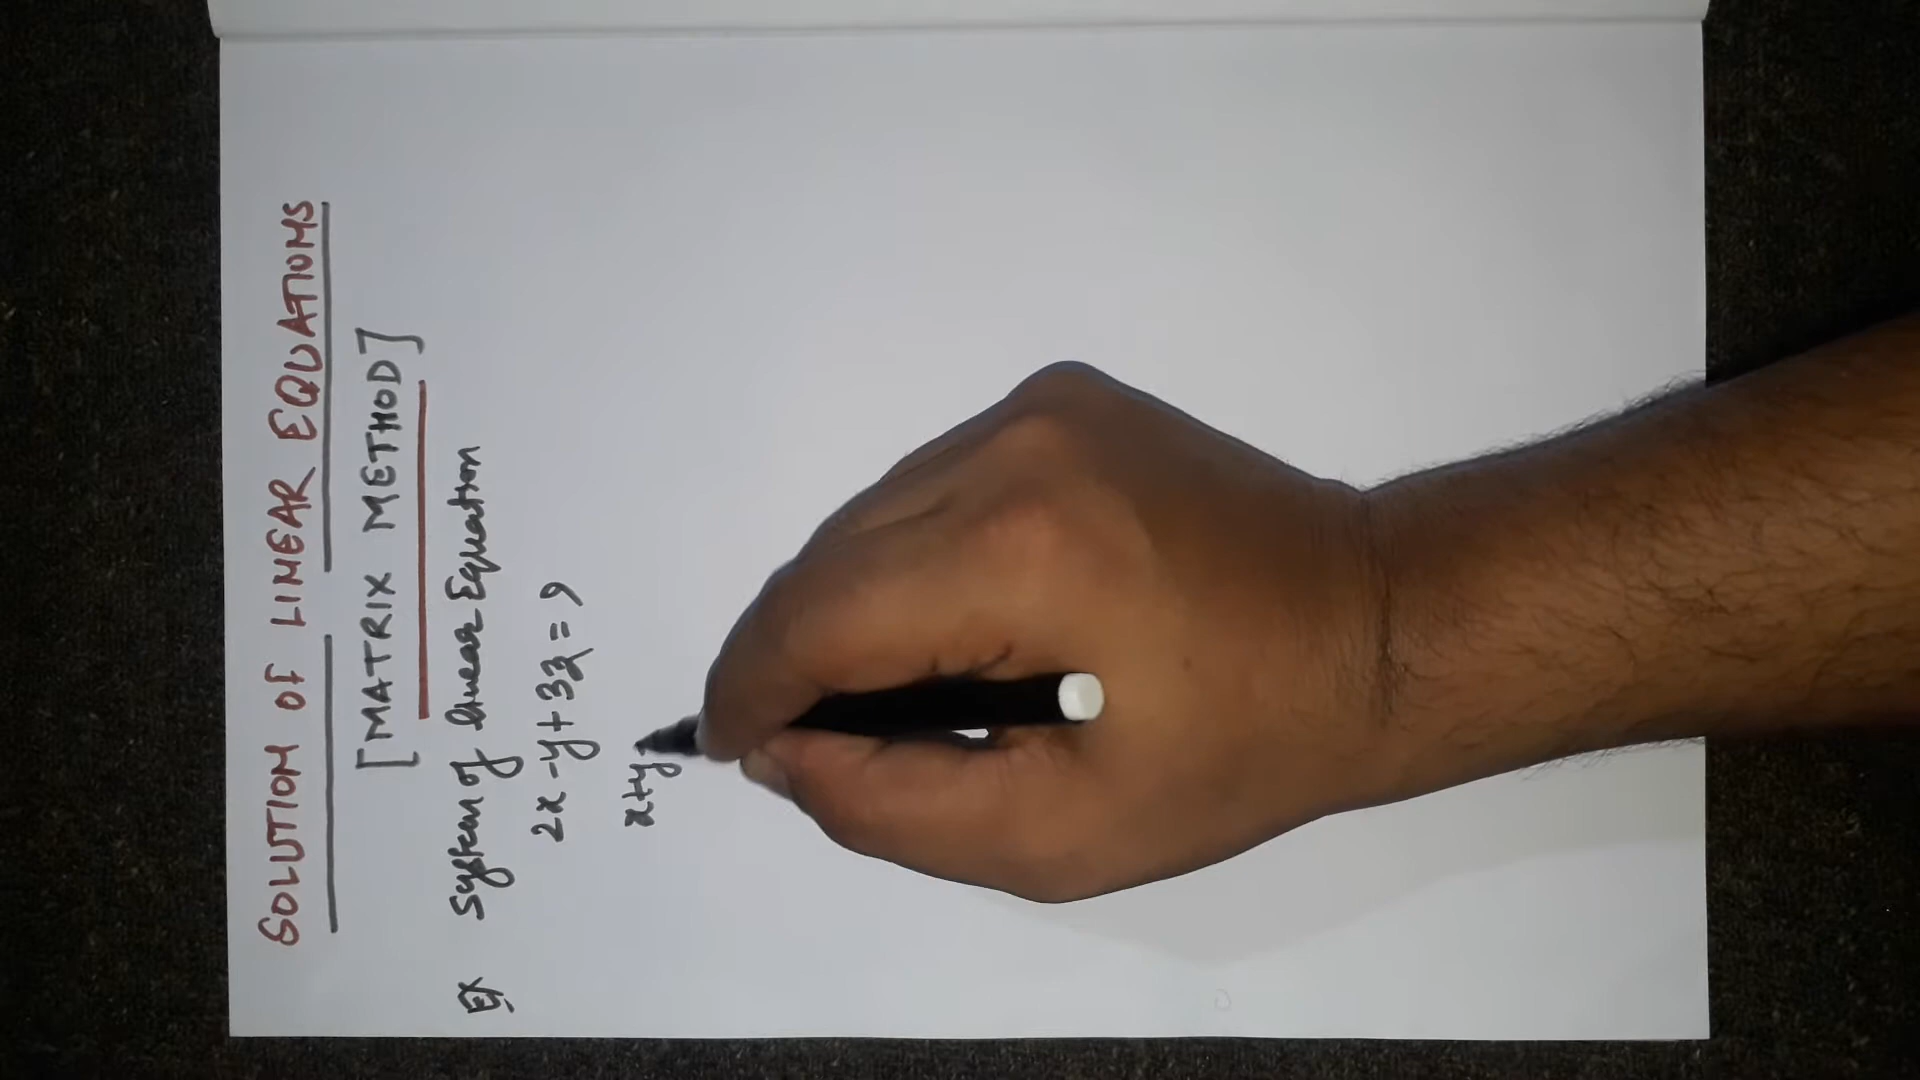 SOLUTION OF LINEAR EQUATIONS
[MATRIX METHOD]
EX System of linear Equation
2x - y + 3z = 9
x+y